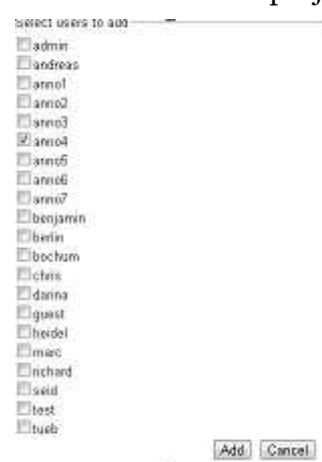 proj
Select users to add
admin
andreas
anno1
anno2
anno3
anno4
anno5
anno6
anno7
benjamin
berlin
bochum
chris
danna
guest
heidel
marc
richard
seid
test
tueb
Add Cancel